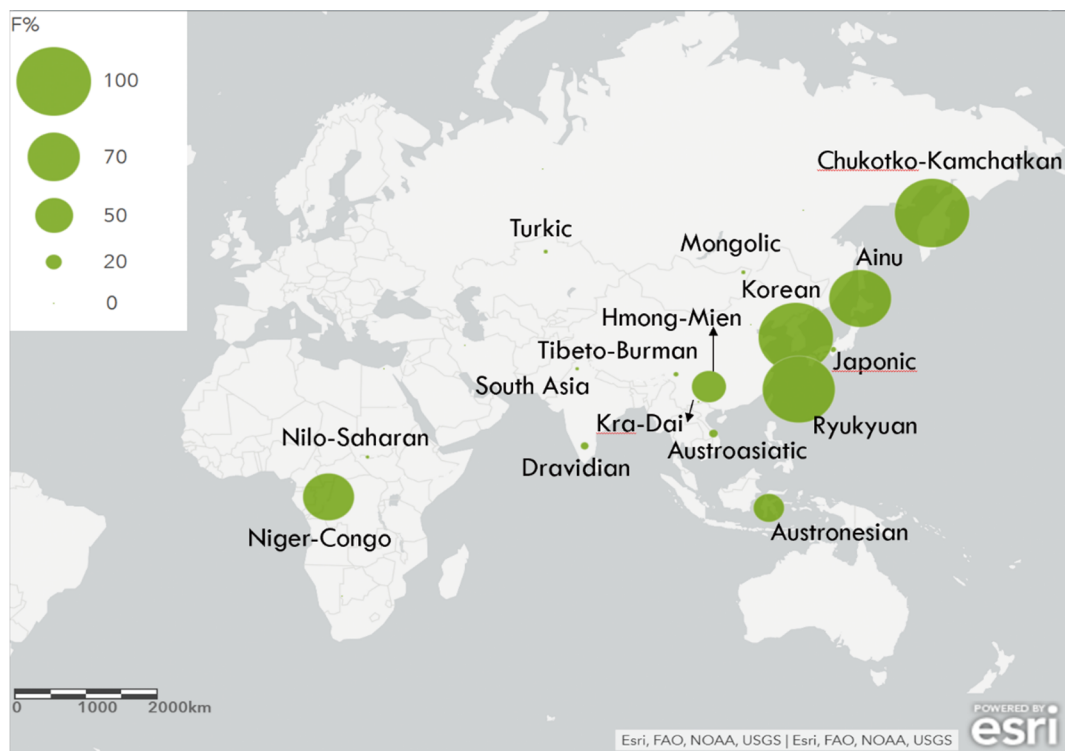 F%
100
70
50
20
0
Chukotko-Kamchatkan
Turkic
Mongolic
Ainu
Korean
Hmong-Mien
Tibeto-Burman
Japonic
South Asia
Kra-Dai
Ryukyuan
Nilo-Saharan
Austroasiatic
Dravidian
Niger-Congo
Austronesian
0 1000 2000km
POWERED BY
esri
Esri, FAO, NOAA, USGS | Esri, FAO, NOAA, USGS